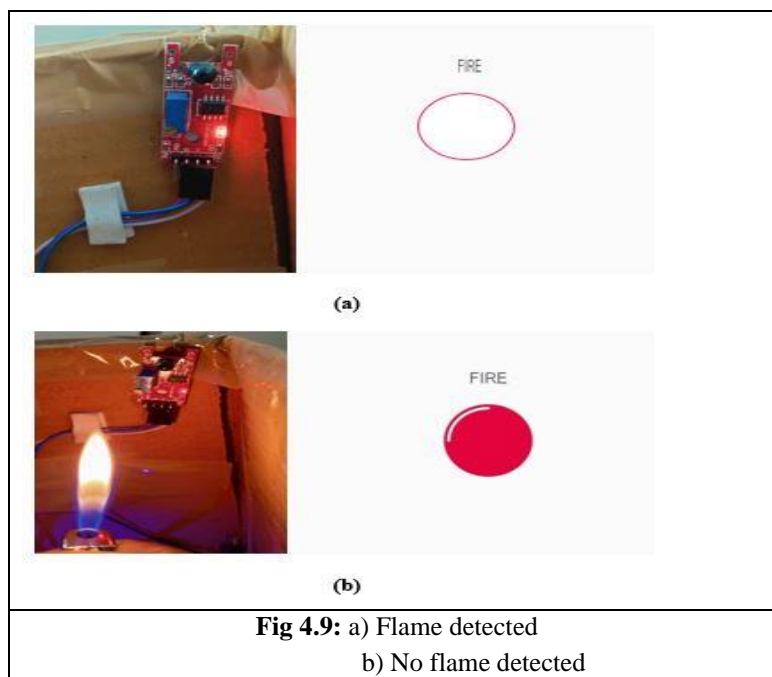 FIRE
(a)
FIRE
(b)
Fig 4.9: a) Flame detected
b) No flame detected